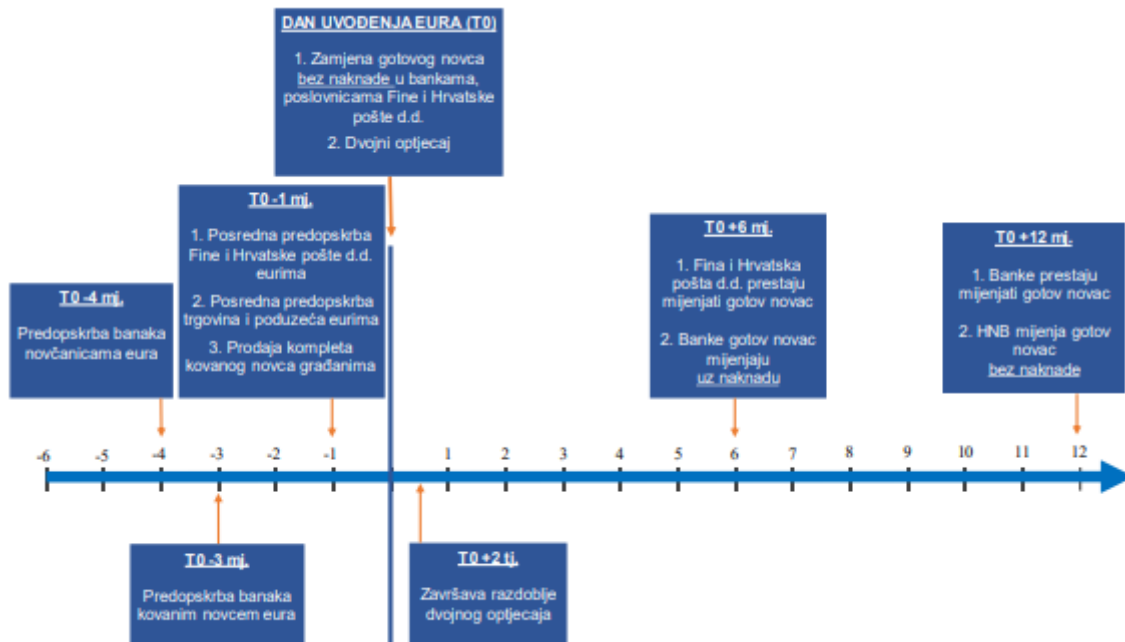 DAN UVOĐENJA EURA (T0)
1. Zamjena gotovog novca
bez naknade u bankama,
poslovnicama Fine i Hrvatske
pošte d.d.
2. Dvojni optjecaj
T0 -1 mj.
1. Posredna predopskrba
Fine i Hrvatske pošte d.d.
eurima
2. Posredna predopskrba
trgovina i poduzeća eurima
3. Prodaja kompleta
kovanog novca građanima
T0 -4 mj.
Predopskrba banaka
novčanicama eura
T0 +6 mj.
1. Fina i Hrvatska
pošta d.d. prestaju
mijenjati gotov novac
2. Banke gotov novac
mijenjaju
uz naknadu
T0 +12 mj.
1. Banke prestaju
mijenjati gotov novac
2. HNB mijenja gotov
novac
bez naknade
-6 -5 -4 -3 -2 -1 1 2 3 4 5 6 7 8 9 10 11 12
T0 -3 mj.
Predopskrba banaka
kovanim novcem eura
T0 +2 tj.
Završava razdoblje
dvojnog optjecaja